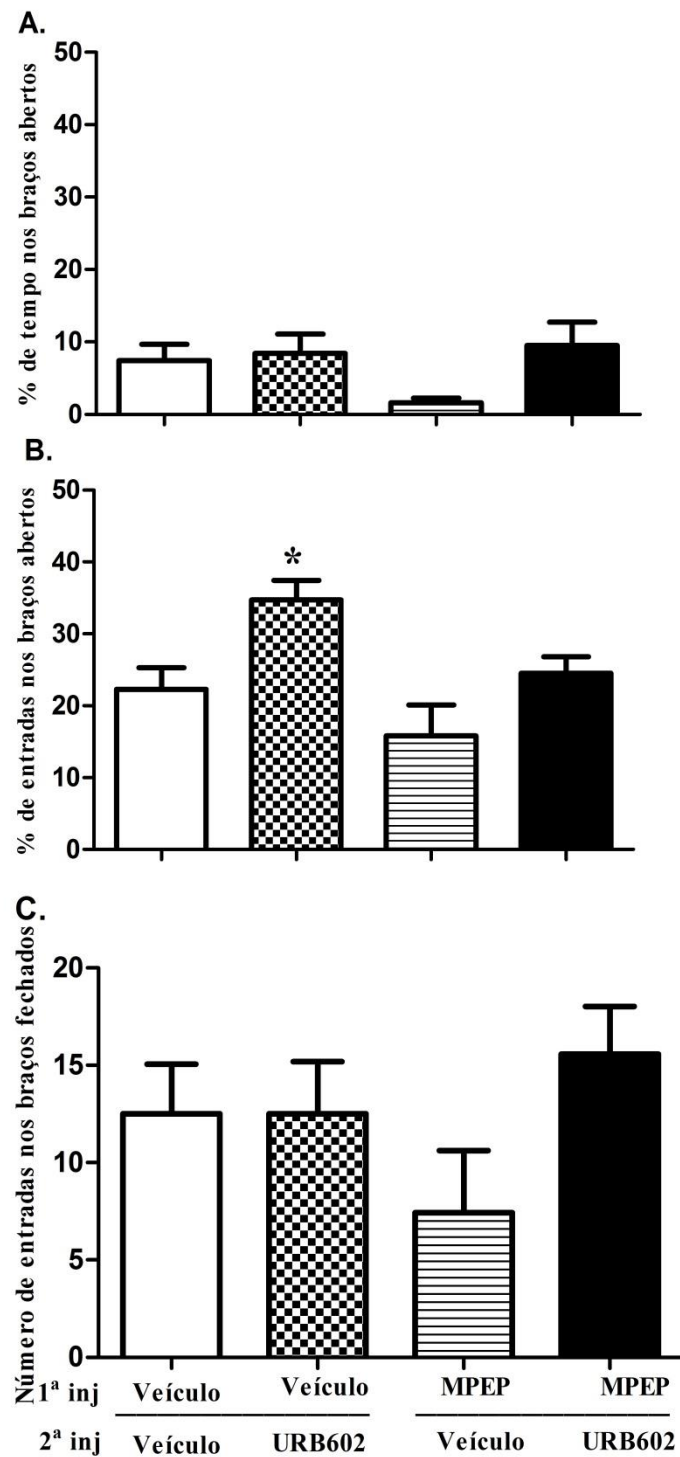 A.
% de tempo nos braços abertos
50
40
30
20
10
0
B.
% de entradas nos braços abertos
50
40
30
20
10
0
*
C.
Número de entradas nos braços fechados
20
15
10
5
0
1ª inj Veículo Veículo MPEP MPEP
2ª inj Veículo URB602 Veículo URB602